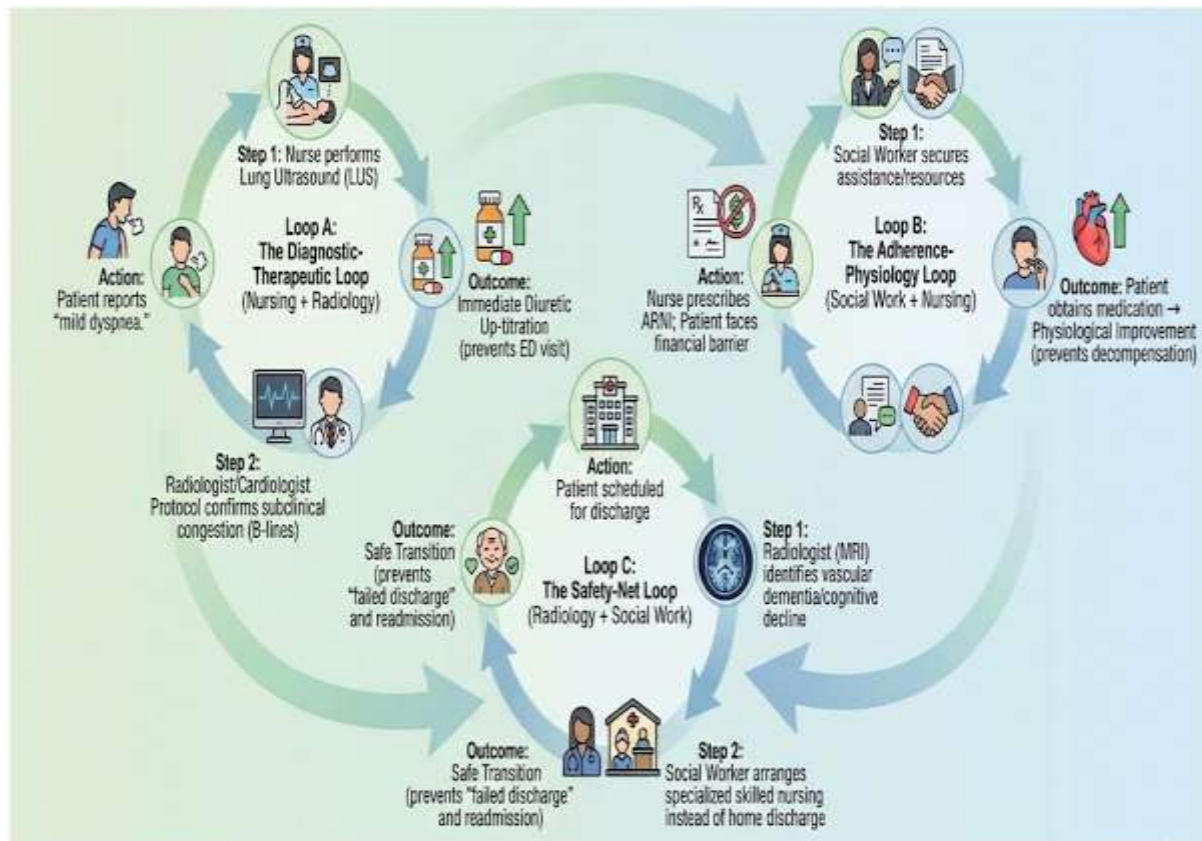 Step 1: Nurse performs
Lung Ultrasound (LUS)
Loop A:
The Diagnostic-
Therapeutic Loop
(Nursing + Radiology)
Action:
Patient reports
“mild dyspnea.”
Outcome:
Immediate Diuretic
Up-titration
(prevents ED visit)
Step 2:
Radiologist/Cardiologist
Protocol confirms subclinical
congestion (B-lines)
Step 1:
Social Worker secures
assistance/resources
Rx
Loop B:
The Adherence-
Physiology Loop
(Social Work + Nursing)
Action:
Nurse prescribes
ARNI; Patient faces
financial barrier
Outcome: Patient
obtains medication →
Physiological Improvement
(prevents decompensation)
Action:
Patient scheduled
for discharge
Outcome:
Safe Transition
(prevents
“failed discharge”
and readmission)
Loop C:
The Safety-Net Loop
(Radiology + Social Work)
Step 1:
Radiologist (MRI)
identifies vascular
dementia/cognitive
decline
Outcome:
Safe Transition
(prevents “failed discharge”
and readmission)
Step 2:
Social Worker arranges
specialized skilled nursing
instead of home discharge